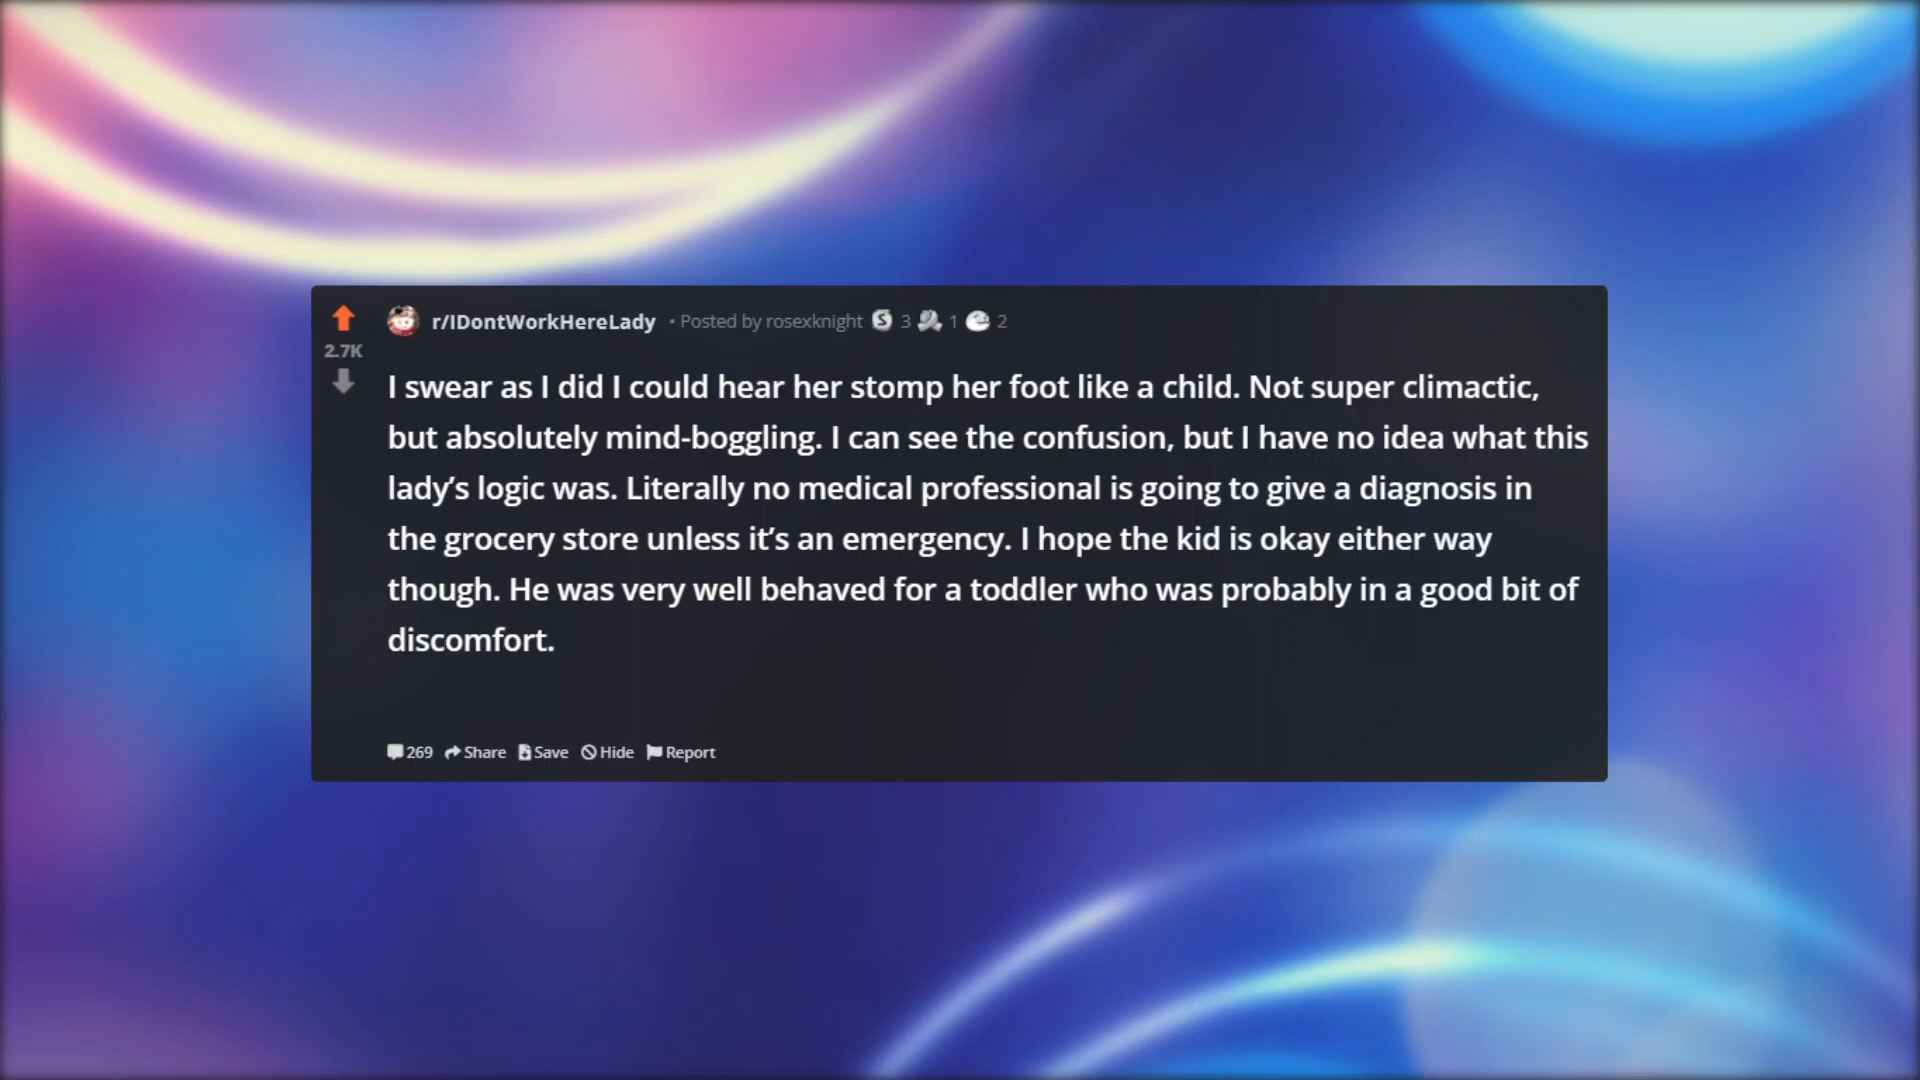 r/IDontWorkHereLady • Posted by rosexknight 3 1 2
2.7K
I swear as I did I could hear her stomp her foot like a child. Not super climactic,
but absolutely mind-boggling. I can see the confusion, but I have no idea what this
lady’s logic was. Literally no medical professional is going to give a diagnosis in
the grocery store unless it’s an emergency. I hope the kid is okay either way
though. He was very well behaved for a toddler who was probably in a good bit of
discomfort.
269 Share Save Hide Report